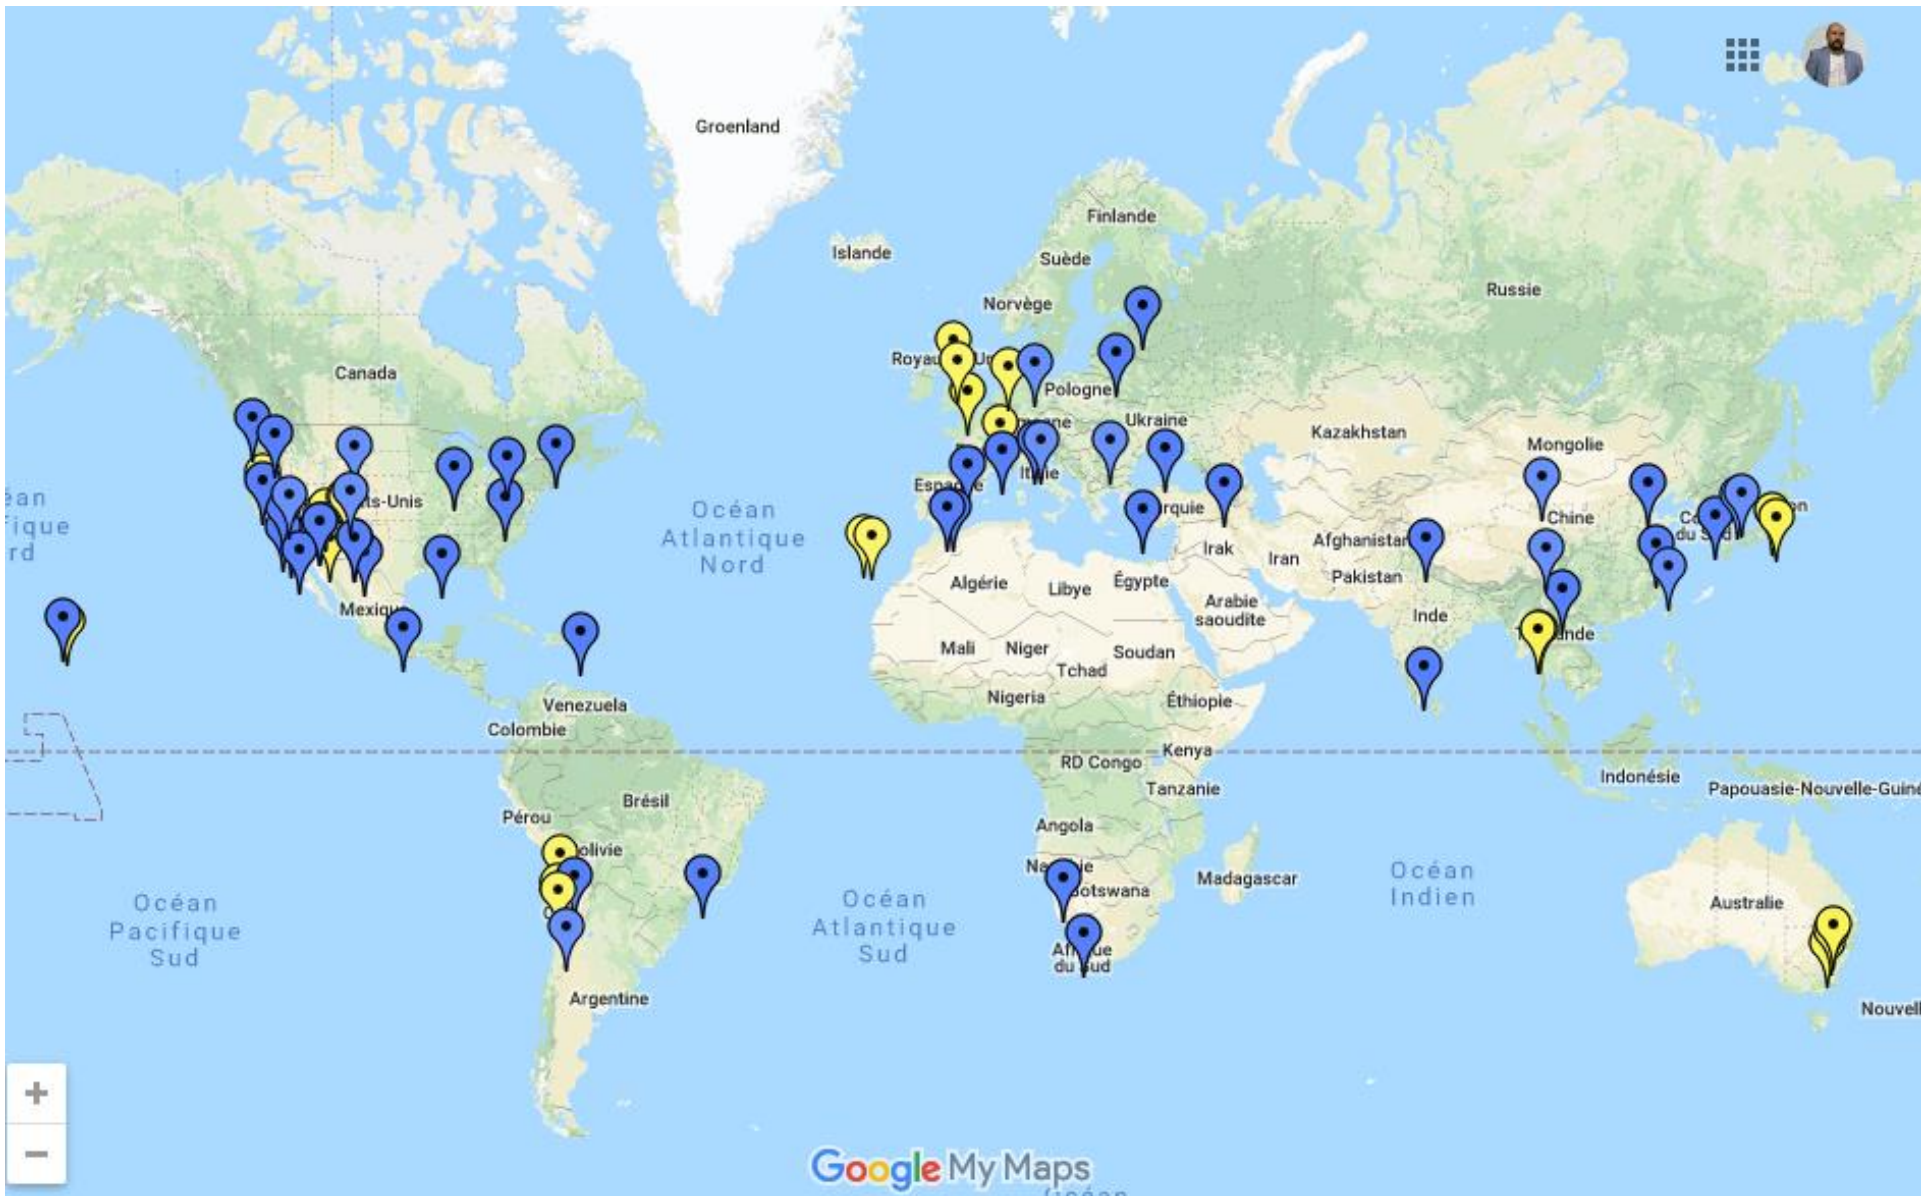 Groenland
Finlande
Islande
Suède
Russie
Norvège
Canada
Pologne
Ukraine
Kazakhstan
Mongolie
Océan
Atlantique
Nord
Chine
Afghanistan
Irak
Iran
Pakistan
Algérie
Libye
Égypte
Arabie
saoudite
Inde
Mali
Niger
Tchad
Soudan
Nigeria
Éthiopie
Venezuela
Colombie
Kenya
RD Congo
Indonésie
Tanzanie
Papouasie-Nouvelle-Guiné
Brésil
Pérou
Angola
Madagascar
Océan
Indien
Océan
Pacifique
Sud
Océan
Atlantique
Sud
Australie
du Sud
Argentine
Nouvell
Google My Maps